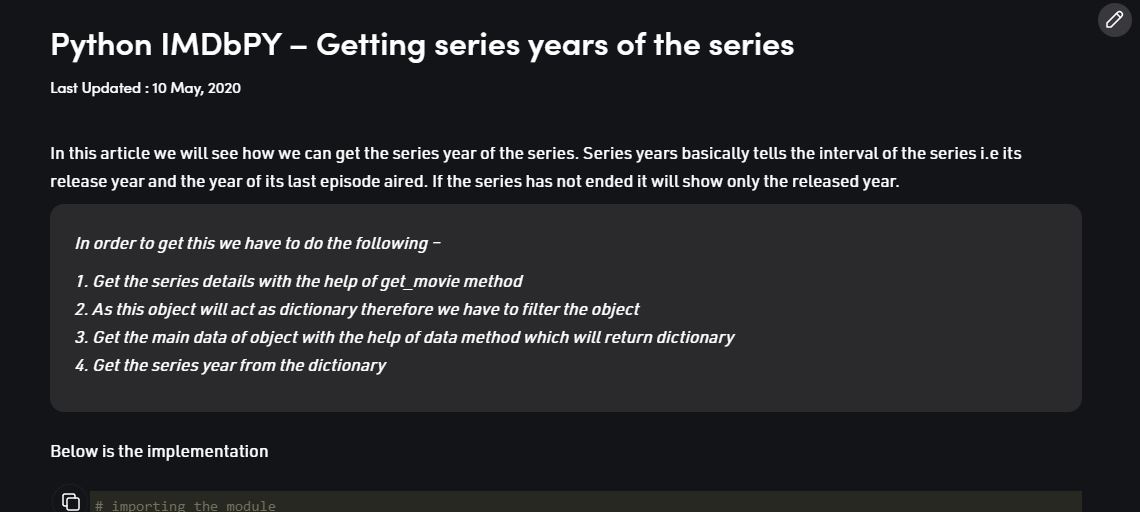 Python IMDbPY – Getting series years of the series
Last Updated : 10 May, 2020
In this article we will see how we can get the series year of the series. Series years basically tells the interval of the series i.e its
release year and the year of its last episode aired. If the series has not ended it will show only the released year.
In order to get this we have to do the following –
1. Get the series details with the help of get_movie method
2. As this object will act as dictionary therefore we have to filter the object
3. Get the main data of object with the help of data method which will return dictionary
4. Get the series year from the dictionary
Below is the implementation
# importing the module